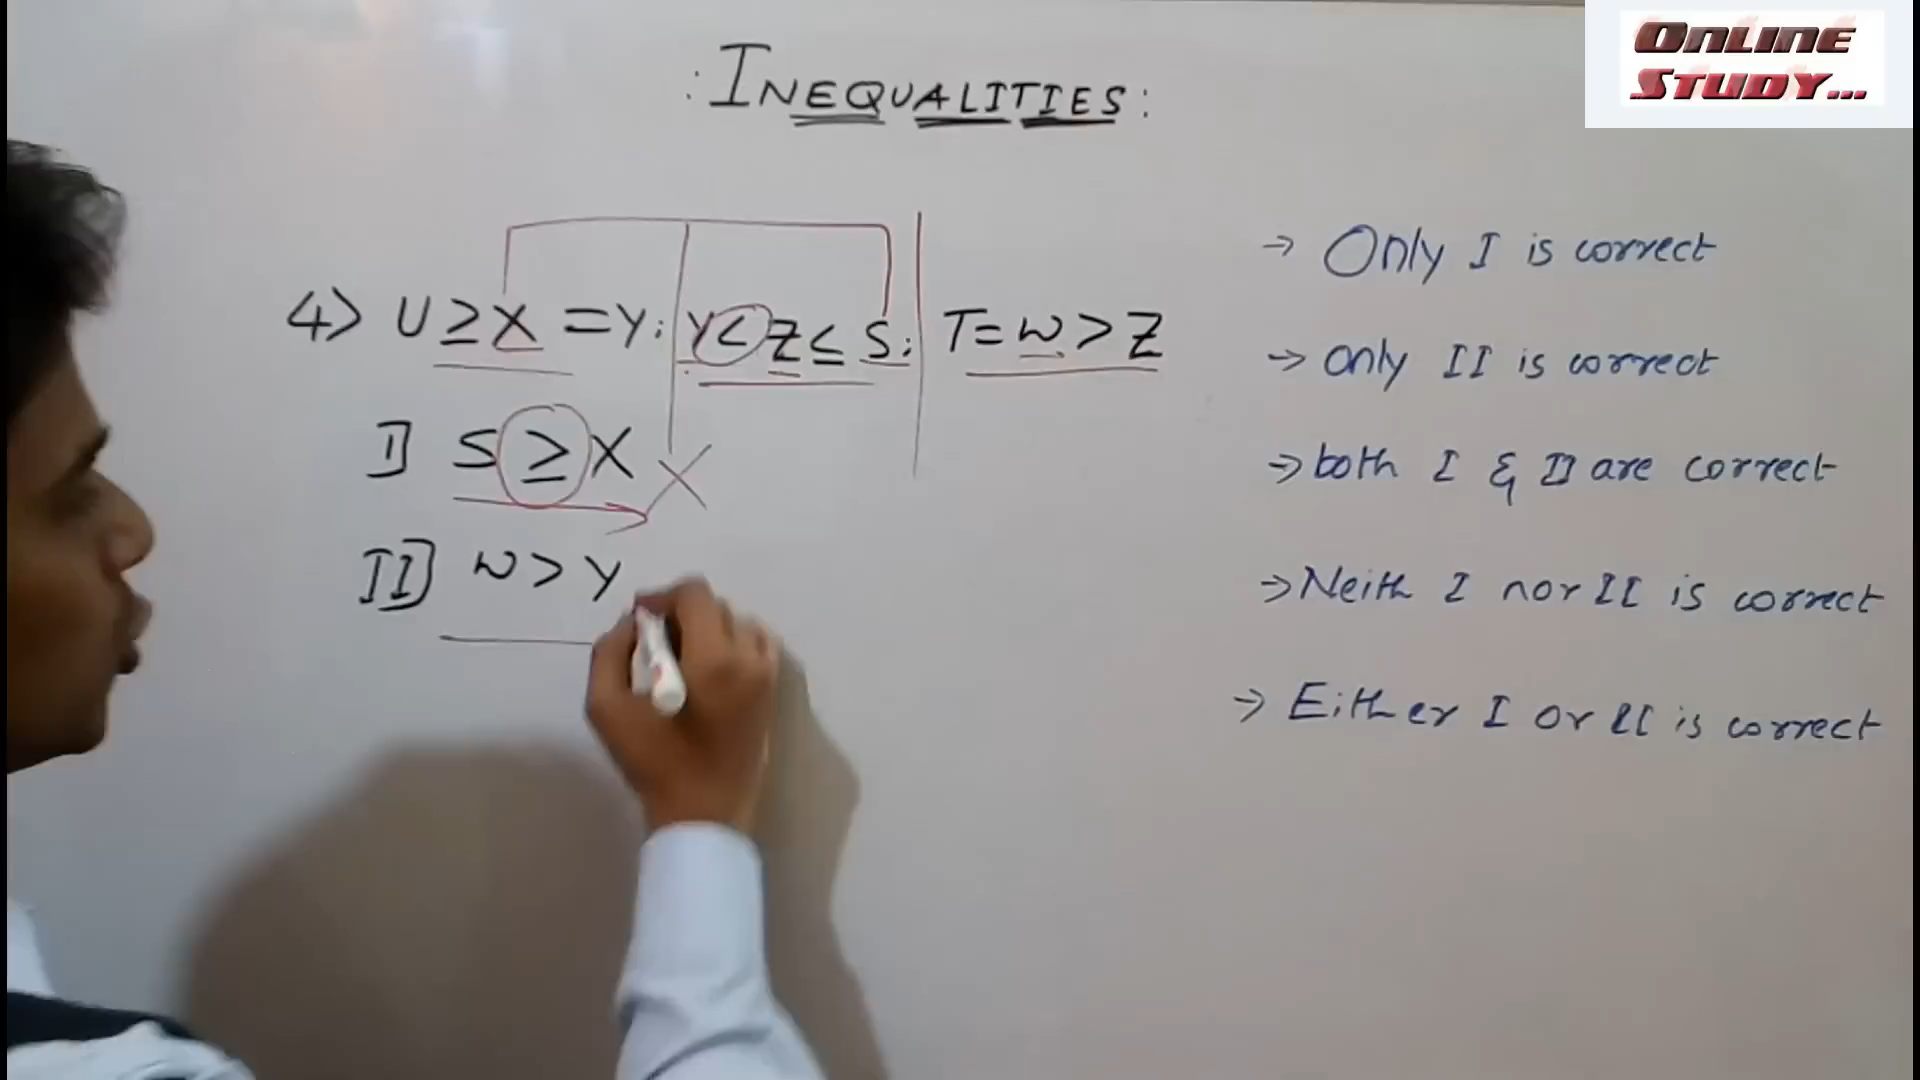 ONLINE
STUDY...
: INEQUALITIES :
4) U ≥ X = Y; Y < Z ≤ S; T = W > Z
I) S ≥ X
II) W > Y
→ Only I is correct
→ only II is correct
→ both I & II are correct
→ Neith I nor II is correct
→ Either I or II is correct